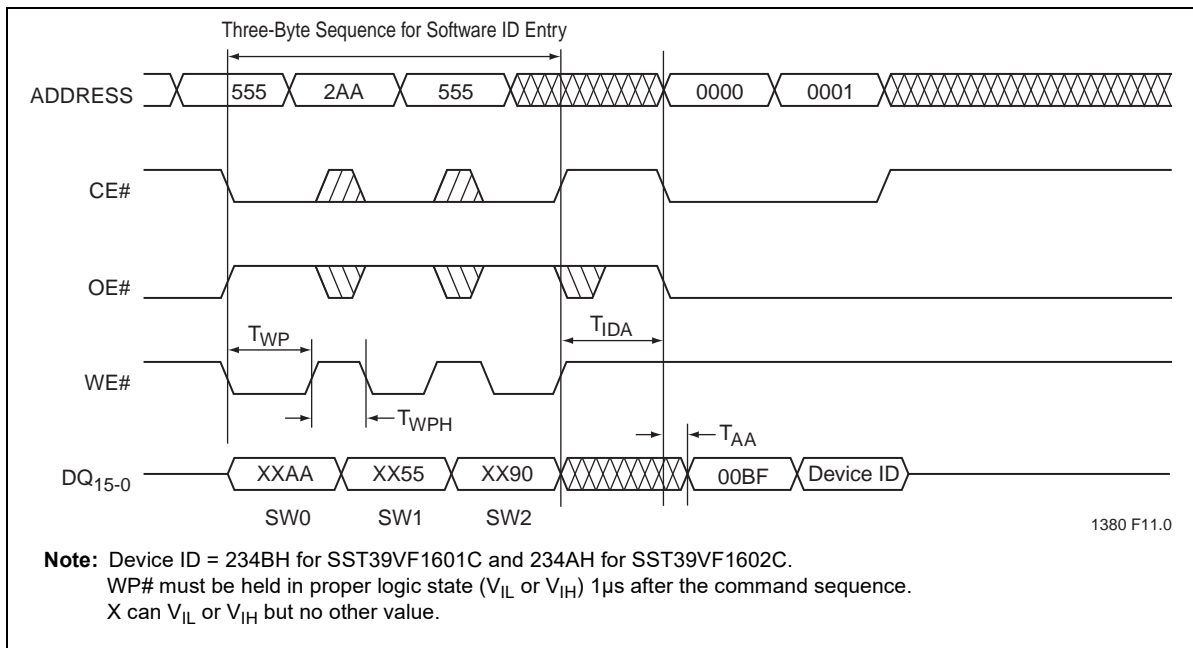 Three-Byte Sequence for Software ID Entry
ADDRESS 555 2AA 555 0000 0001
CE#
OE#
TWP TIDA
WE#
TWPH
TAA
DQ15-0 XXAA XX55 XX90 00BF Device ID
SW0 SW1 SW2
1380 F11.0
Note: Device ID = 234BH for SST39VF1601C and 234AH for SST39VF1602C.
WP# must be held in proper logic state (VIL or VIH) 1µs after the command sequence.
X can VIL or VIH but no other value.